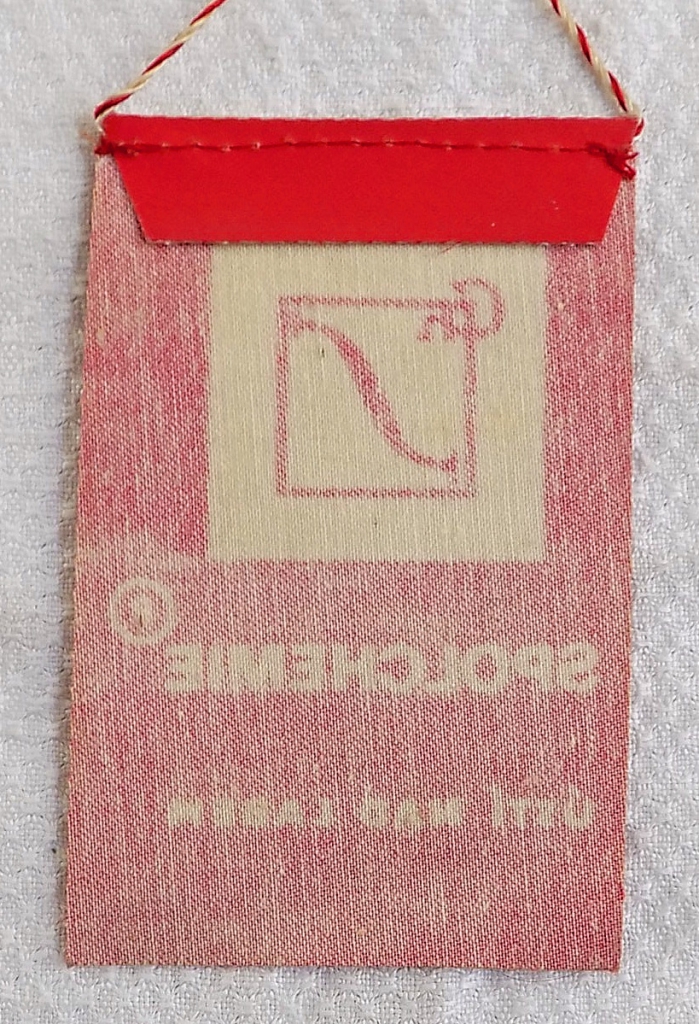 ®
SPOLCHEMIE
ÚSTÍ NAD LABEM